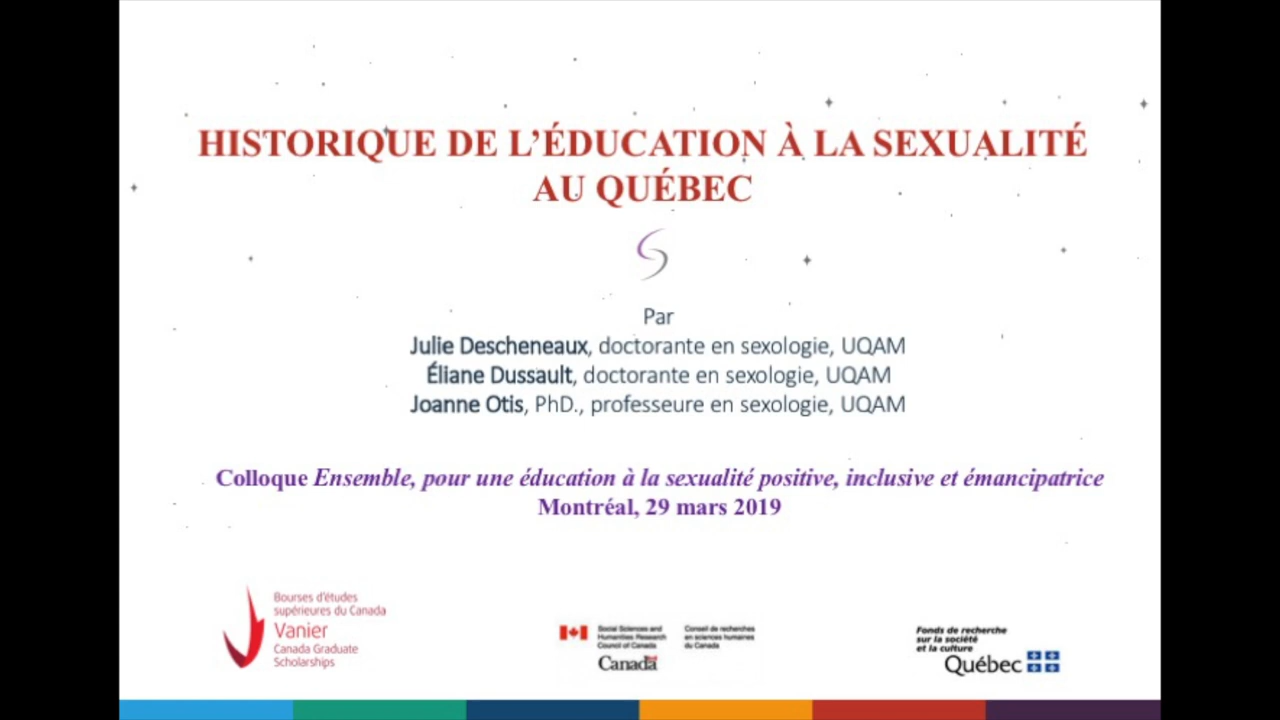 HISTORIQUE DE L'ÉDUCATION À LA SEXUALITÉ
AU QUÉBEC
Par
Julie Descheneaux, doctorante en sexologie, UQAM
Éliane Dussault, doctorante en sexologie, UQAM
Joanne Otis, PhD., professeure en sexologie, UQAM
Colloque Ensemble, pour une éducation à la sexualité positive, inclusive et émancipatrice
Montréal, 29 mars 2019
Bourses d'études
supérieures du Canada
Vanier
Canada Graduate
Scholarships
Social Sciences and
Humanities Research
Council of Canada
Conseil de recherches
en sciences humaines
du Canada
Canada
Fonds de recherche
sur la société
et la culture
Québec